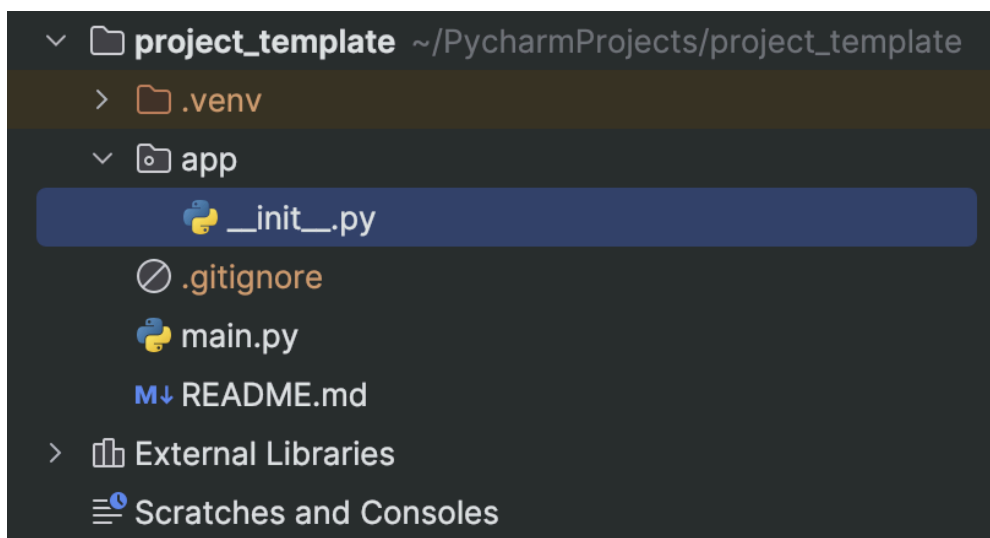 project_template ~/PycharmProjects/project_template
.venv
app
__init__.py
.gitignore
main.py
M↓ README.md
External Libraries
Scratches and Consoles